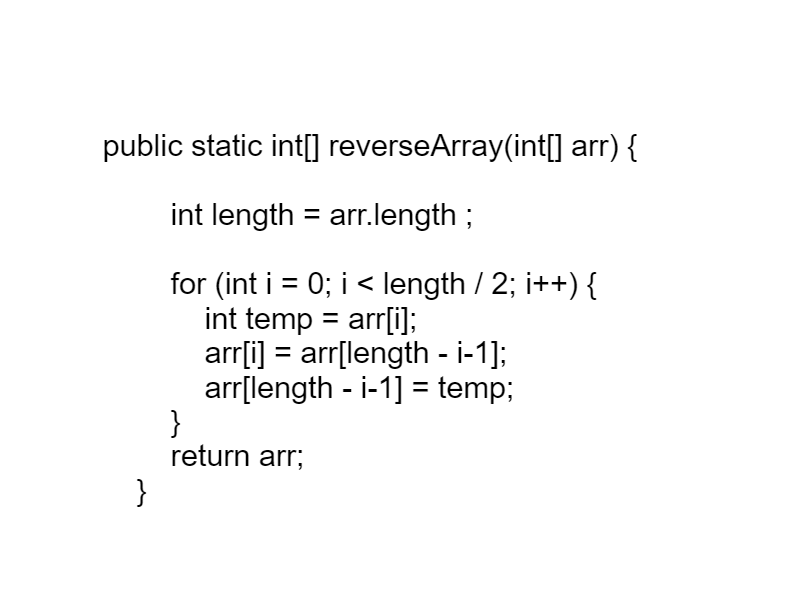 public static int[] reverseArray(int[] arr) {
int length = arr.length ;
for (int i = 0; i < length / 2; i++) {
int temp = arr[i];
arr[i] = arr[length - i-1];
arr[length - i-1] = temp;
}
return arr;
}